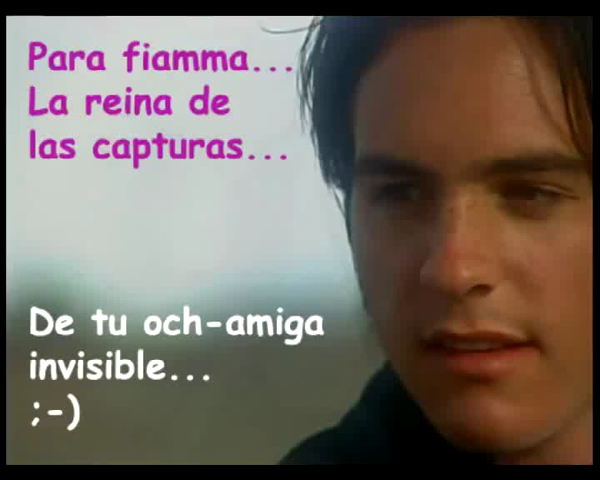 Para fiamma...
La reina de
las capturas...
De tu och-amiga
invisible...
;-)